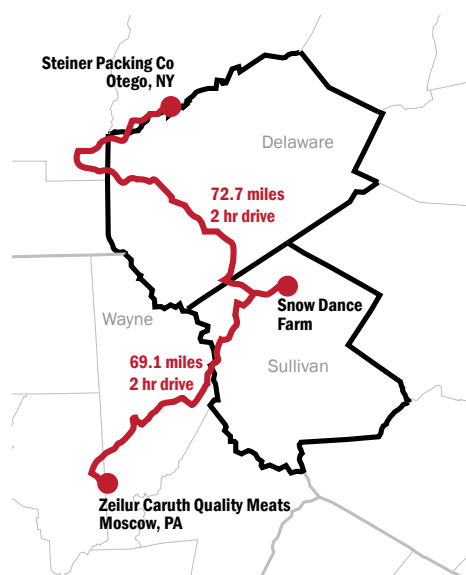 Steiner Packing Co
Otego, NY
Delaware
72.7 miles
2 hr drive
Snow Dance
Farm
Wayne
69.1 miles
2 hr drive
Sullivan
Zeilur Caruth Quality Meats
Moscow, PA